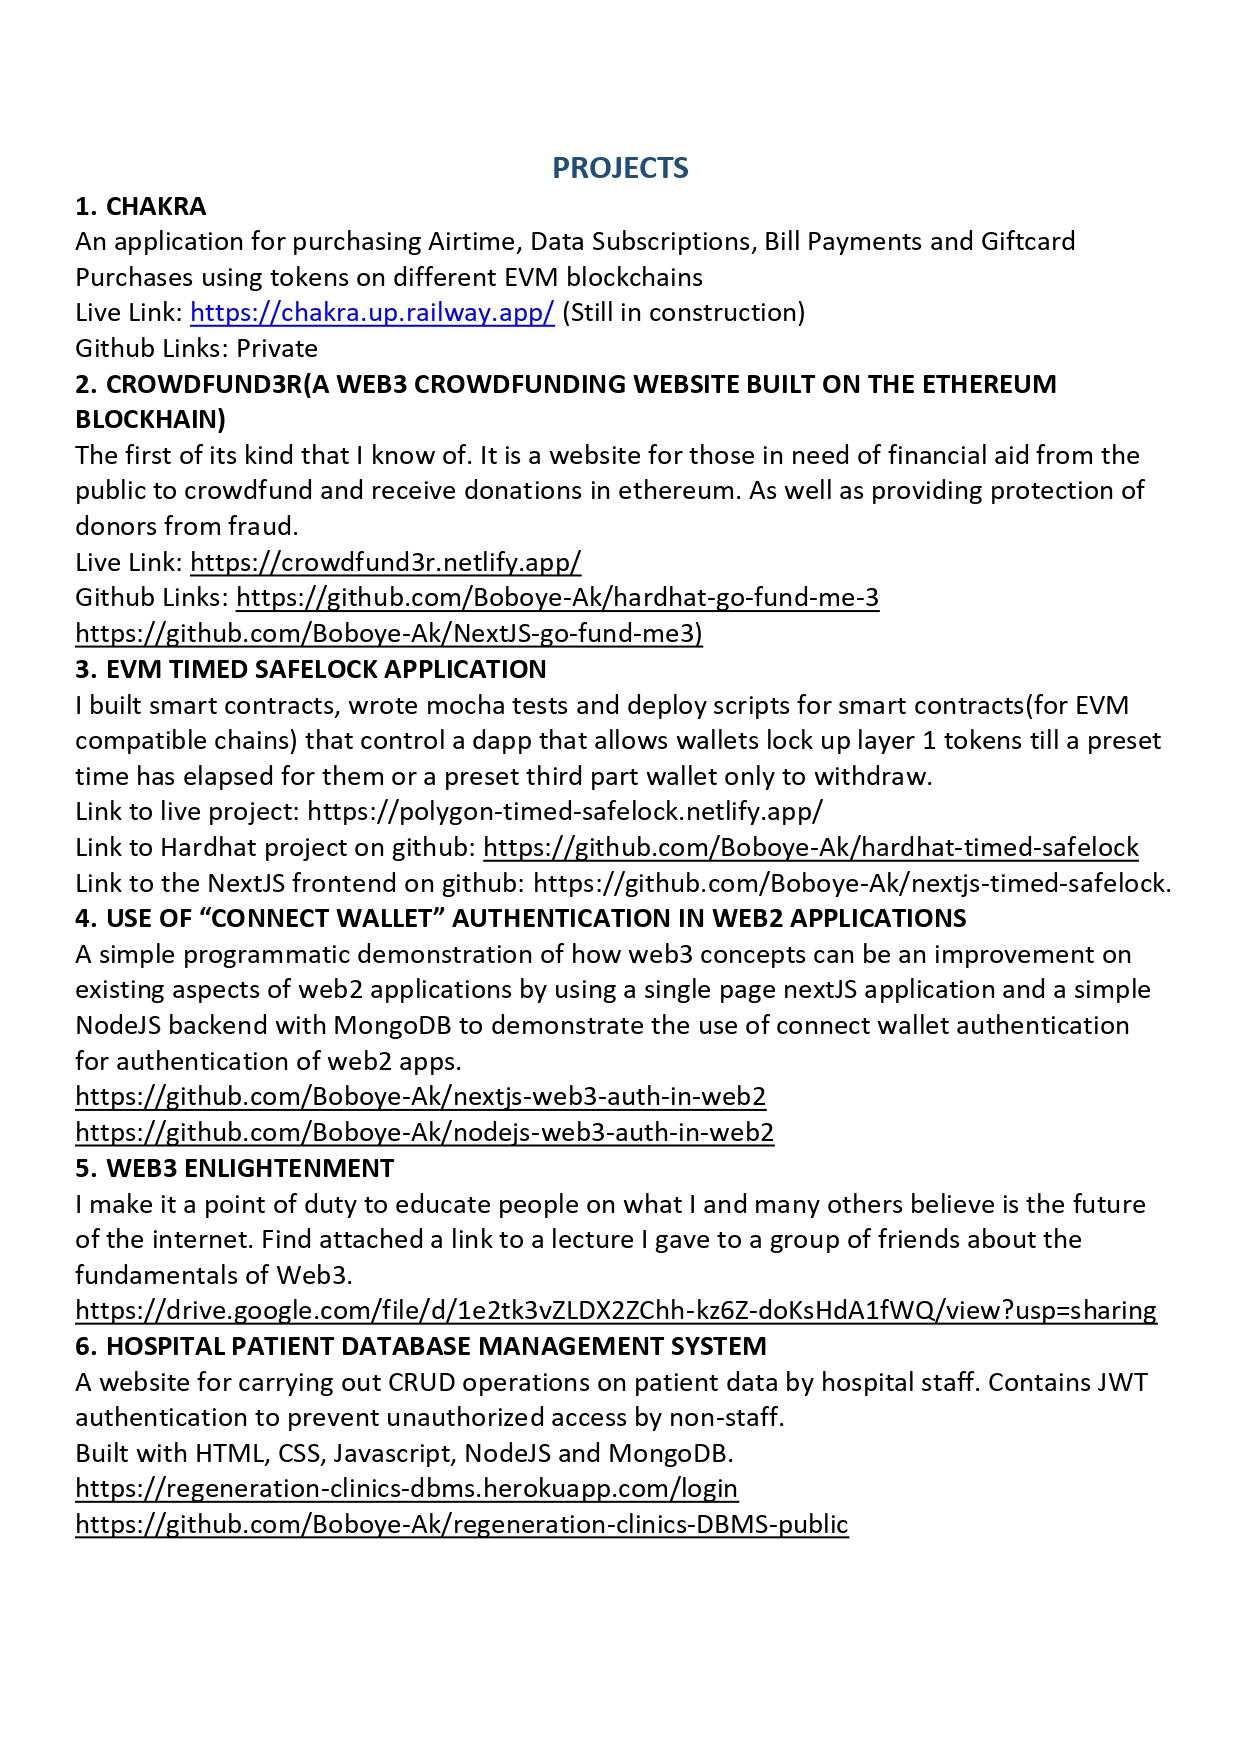 PROJECTS
1. CHAKRA
An application for purchasing Airtime, Data Subscriptions, Bill Payments and Giftcard
Purchases using tokens on different EVM blockchains
Live Link: https://chakra.up.railway.app/ (Still in construction)
Github Links: Private
2. CROWDFUND3R(A WEB3 CROWDFUNDING WEBSITE BUILT ON THE ETHEREUM
BLOCKHAIN)
The first of its kind that I know of. It is a website for those in need of financial aid from the
public to crowdfund and receive donations in ethereum. As well as providing protection of
donors from fraud.
Live Link: https://crowdfund3r.netlify.app/
Github Links: https://github.com/Boboye-Ak/hardhat-go-fund-me-3
https://github.com/Boboye-Ak/NextJS-go-fund-me3)
3. EVM TIMED SAFELOCK APPLICATION
I built smart contracts, wrote mocha tests and deploy scripts for smart contracts(for EVM
compatible chains) that control a dapp that allows wallets lock up layer 1 tokens till a preset
time has elapsed for them or a preset third part wallet only to withdraw.
Link to live project: https://polygon-timed-safelock.netlify.app/
Link to Hardhat project on github: https://github.com/Boboye-Ak/hardhat-timed-safelock
Link to the NextJS frontend on github: https://github.com/Boboye-Ak/nextjs-timed-safelock.
4. USE OF “CONNECT WALLET” AUTHENTICATION IN WEB2 APPLICATIONS
A simple programmatic demonstration of how web3 concepts can be an improvement on
existing aspects of web2 applications by using a single page nextJS application and a simple
NodeJS backend with MongoDB to demonstrate the use of connect wallet authentication
for authentication of web2 apps.
https://github.com/Boboye-Ak/nextjs-web3-auth-in-web2
https://github.com/Boboye-Ak/nodejs-web3-auth-in-web2
5. WEB3 ENLIGHTENMENT
I make it a point of duty to educate people on what I and many others believe is the future
of the internet. Find attached a link to a lecture I gave to a group of friends about the
fundamentals of Web3.
https://drive.google.com/file/d/1e2tk3vZLDX2ZChh-kz6Z-doKsHdA1fWQ/view?usp=sharing
6. HOSPITAL PATIENT DATABASE MANAGEMENT SYSTEM
A website for carrying out CRUD operations on patient data by hospital staff. Contains JWT
authentication to prevent unauthorized access by non-staff.
Built with HTML, CSS, Javascript, NodeJS and MongoDB.
https://regeneration-clinics-dbms.herokuapp.com/login
https://github.com/Boboye-Ak/regeneration-clinics-DBMS-public